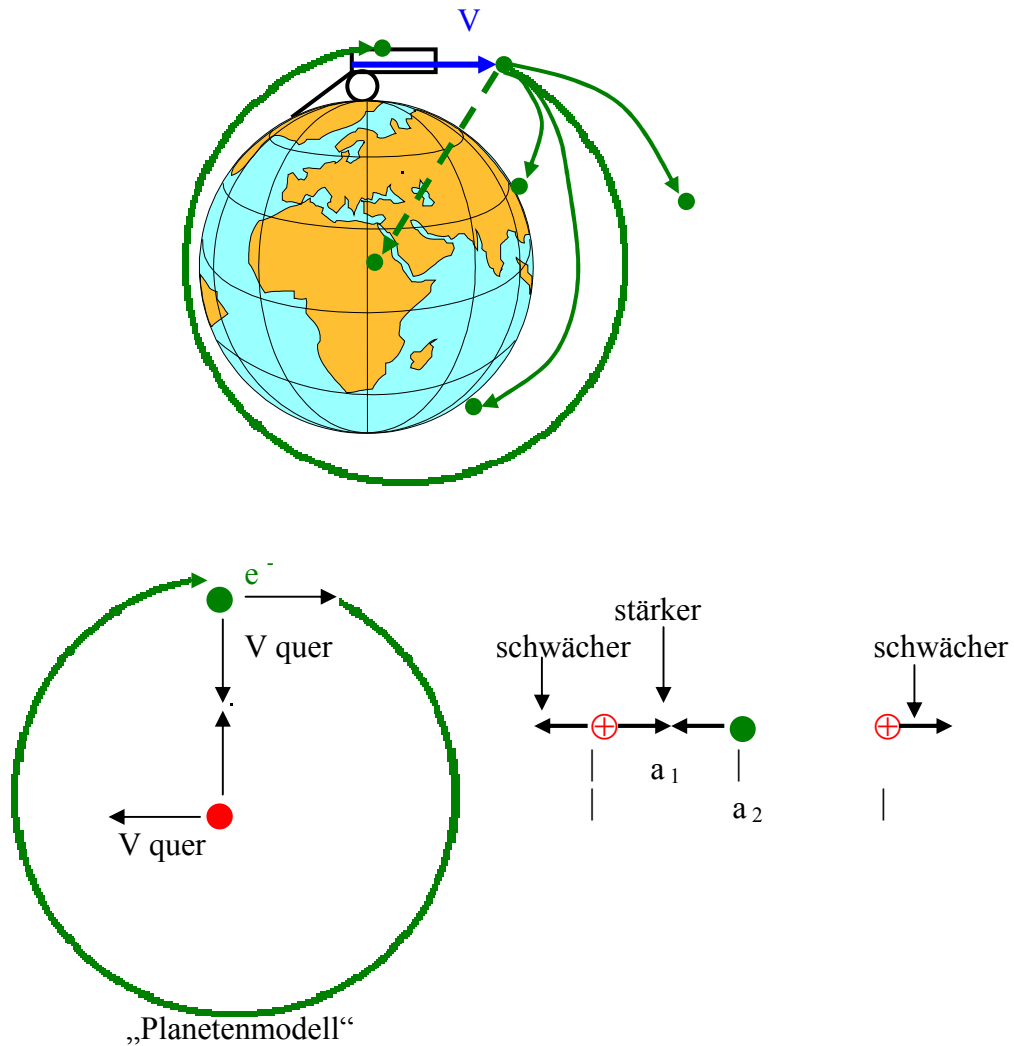 V
e -
V quer
V quer
„Planetenmodell“
stärker
schwächer
schwächer
a 1
a 2